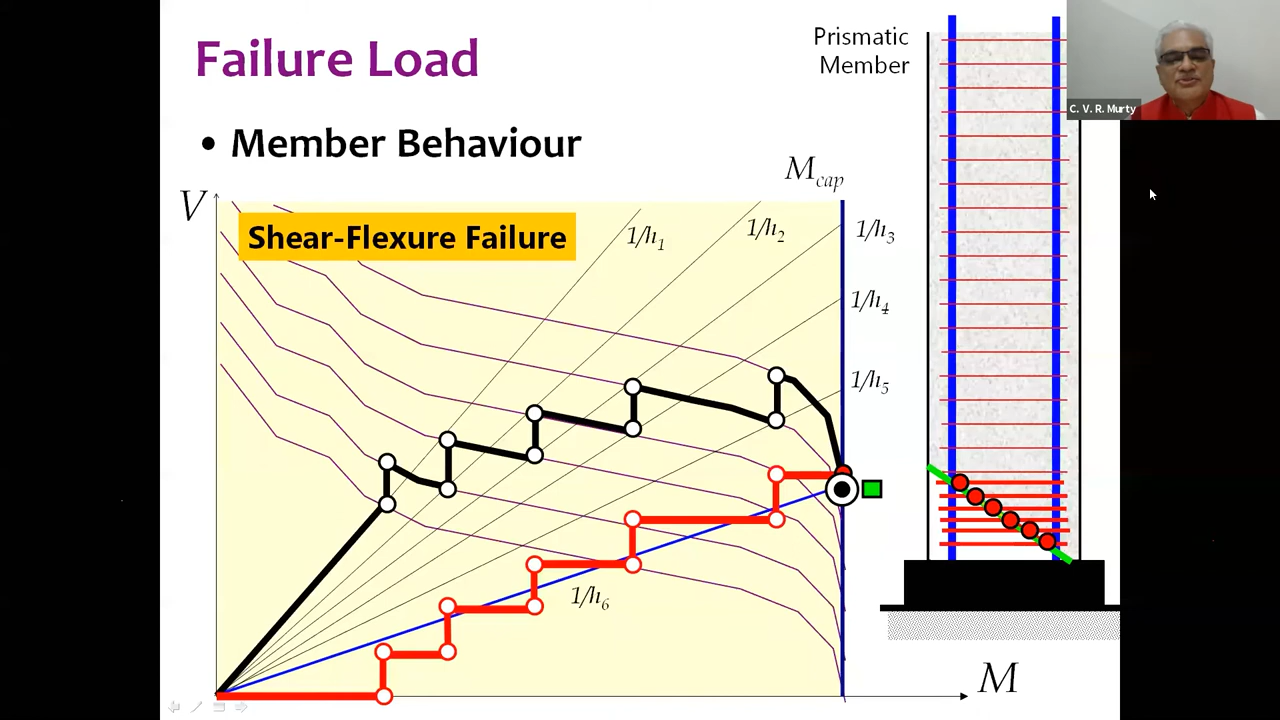 Failure Load
• Member Behaviour
Prismatic
Member
C. V. R. Murty
M_cap
V
Shear-Flexure Failure
1/h₁
1/h₂
1/h₃
1/h₄
1/h₅
1/h₆
M